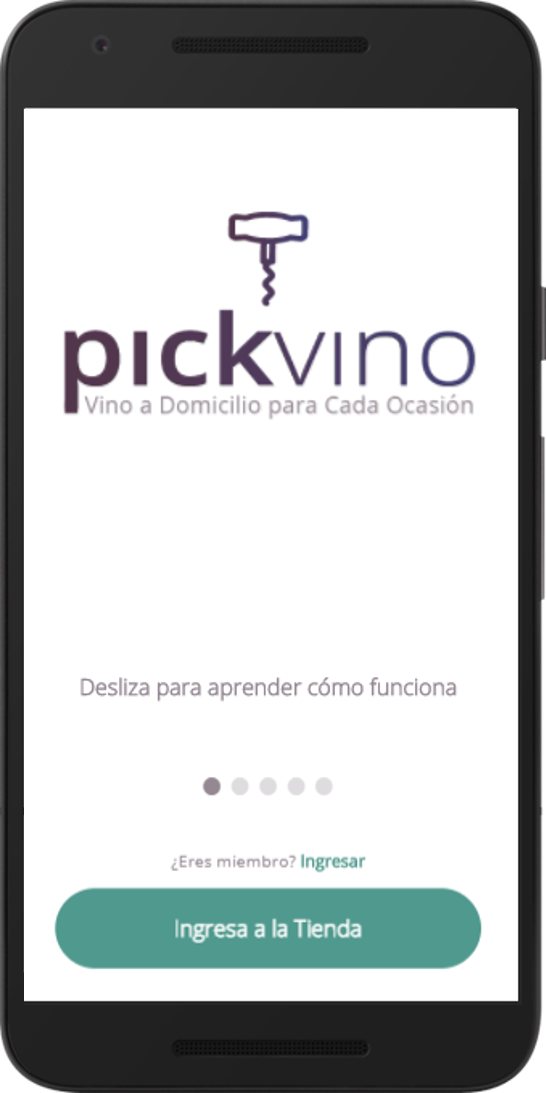 pickvino
Vino a Domicilio para Cada Ocasión
Desliza para aprender cómo funciona
¿Eres miembro? Ingresar
Ingresa a la Tienda